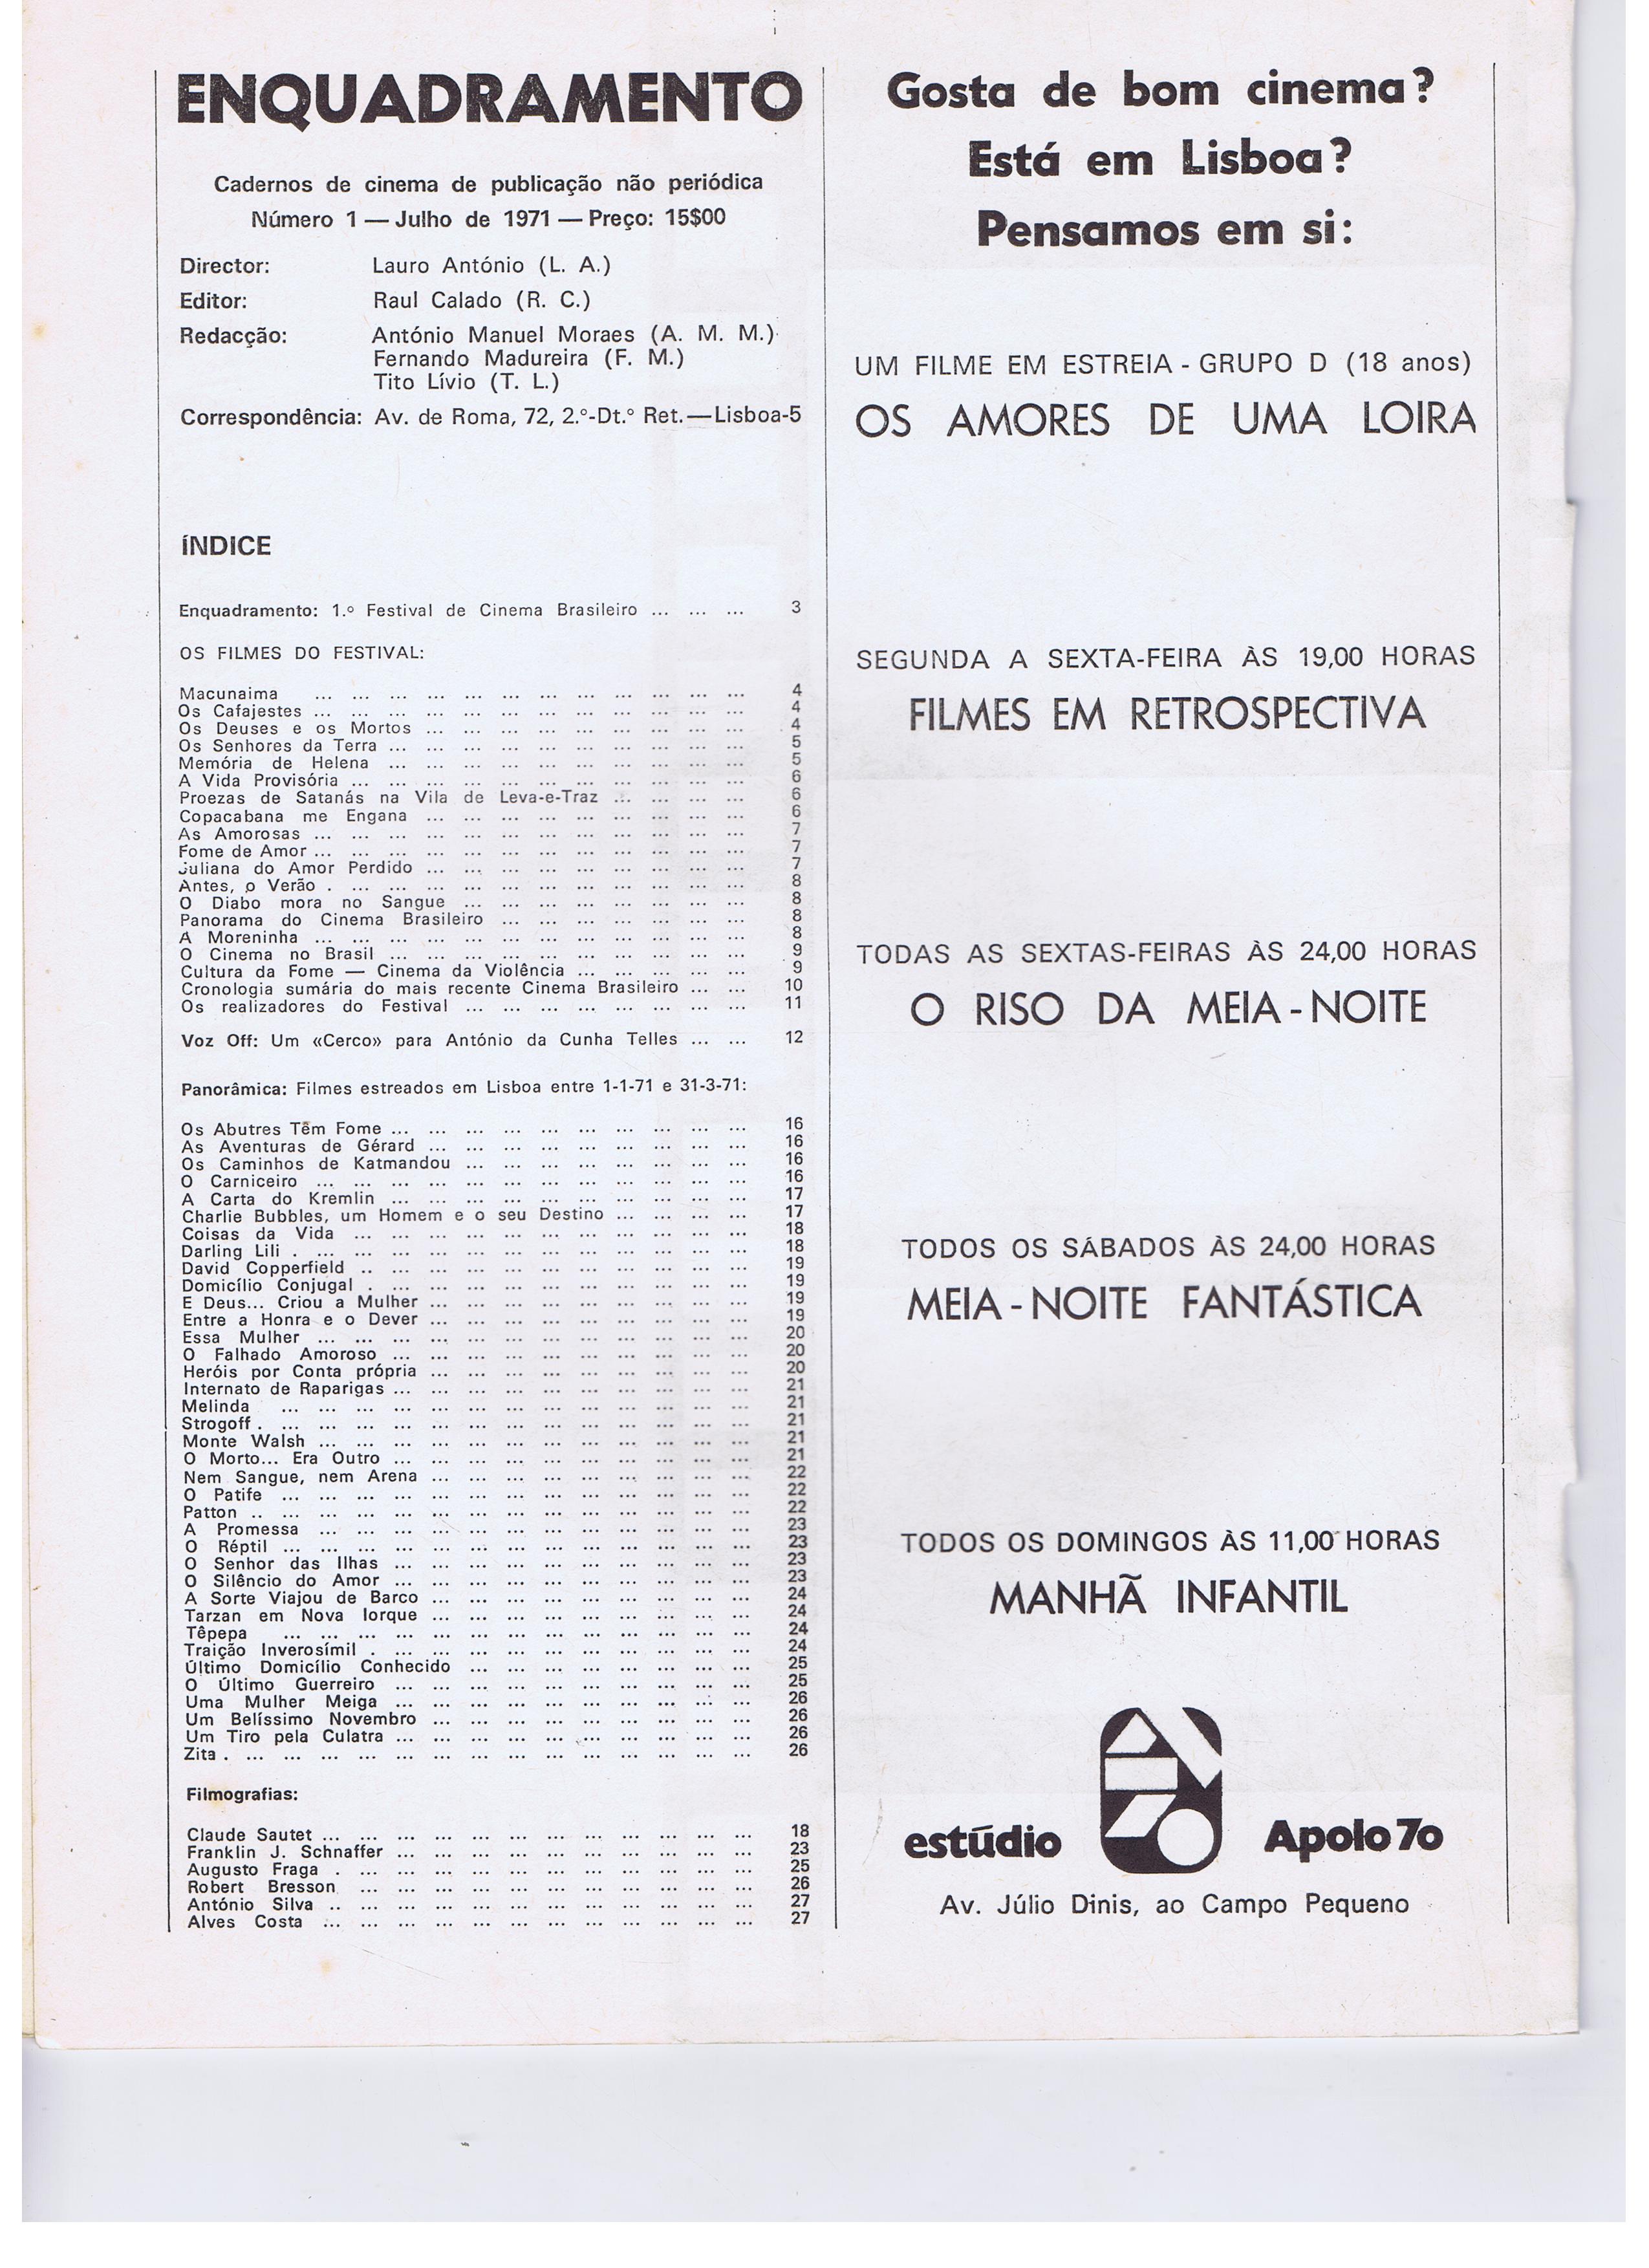 ENQUADRAMENTO
Cadernos de cinema de publicação não periódica
Número 1 — Julho de 1971 — Preço: 15$00
Director: Lauro António (L. A.)
Editor: Raul Calado (R. C.)
Redacção: António Manuel Moraes (A. M. M.)
Fernando Madureira (F. M.)
Tito Lívio (T. L.)
Correspondência: Av. de Roma, 72, 2.º-Dt.º Ret. — Lisboa-5
ÍNDICE
Enquadramento: 1.º Festival de Cinema Brasileiro ... ... ... 3
OS FILMES DO FESTIVAL:
Macunaima ... ... ... ... ... ... ... ... ... ... ... ... 4
Os Cafajestes ... ... ... ... ... ... ... ... ... ... ... ... 4
Os Deuses e os Mortos ... ... ... ... ... ... ... ... ... 4
Os Senhores da Terra ... ... ... ... ... ... ... ... ... ... 5
Memória de Helena ... ... ... ... ... ... ... ... ... ... 5
A Vida Provisória ... ... ... ... ... ... ... ... ... ... ... 6
Proezas de Satanás na Vila de Leva-e-Traz ... ... ... ... 6
Copacabana me Engana ... ... ... ... ... ... ... ... ... 6
As Amorosas ... ... ... ... ... ... ... ... ... ... ... ... 7
Fome de Amor ... ... ... ... ... ... ... ... ... ... ... ... 7
Juliana do Amor Perdido ... ... ... ... ... ... ... ... ... 7
Antes, o Verão . ... ... ... ... ... ... ... ... ... ... ... 8
O Diabo mora no Sangue ... ... ... ... ... ... ... ... 8
Panorama do Cinema Brasileiro ... ... ... ... ... ... ... 8
A Moreninha ... ... ... ... ... ... ... ... ... ... ... ... 8
O Cinema no Brasil ... ... ... ... ... ... ... ... ... ... 9
Cultura da Fome — Cinema da Violência ... ... ... ... ... 9
Cronologia sumária do mais recente Cinema Brasileiro ... ... 10
Os realizadores do Festival ... ... ... ... ... ... ... ... 11
Voz Off: Um «Cerco» para António da Cunha Telles ... ... 12
Panorâmica: Filmes estreados em Lisboa entre 1-1-71 e 31-3-71:
Os Abutres Têm Fome ... ... ... ... ... ... ... ... ... ... 16
As Aventuras de Gérard ... ... ... ... ... ... ... ... ... 16
Os Caminhos de Katmandou ... ... ... ... ... ... ... ... 16
O Carniceiro ... ... ... ... ... ... ... ... ... ... ... ... 16
A Carta do Kremlin ... ... ... ... ... ... ... ... ... ... 17
Charlie Bubbles, um Homem e o seu Destino ... ... ... ... 17
Coisas da Vida ... ... ... ... ... ... ... ... ... ... ... 18
Darling Lili . ... ... ... ... ... ... ... ... ... ... ... ... 18
David Copperfield .. ... ... ... ... ... ... ... ... ... ... 19
Domicílio Conjugal . ... ... ... ... ... ... ... ... ... ... 19
E Deus... Criou a Mulher ... ... ... ... ... ... ... ... ... 19
Entre a Honra e o Dever ... ... ... ... ... ... ... ... ... 19
Essa Mulher ... ... ... ... ... ... ... ... ... ... ... ... 20
O Falhado Amoroso ... ... ... ... ... ... ... ... ... ... 20
Heróis por Conta própria ... ... ... ... ... ... ... ... ... 20
Internato de Raparigas ... ... ... ... ... ... ... ... ... ... 21
Melinda ... ... ... ... ... ... ... ... ... ... ... ... ... 21
Strogoff . ... ... ... ... ... ... ... ... ... ... ... ... ... 21
Monte Walsh ... ... ... ... ... ... ... ... ... ... ... ... 21
O Morto... Era Outro ... ... ... ... ... ... ... ... ... ... 21
Nem Sangue, nem Arena ... ... ... ... ... ... ... ... ... 22
O Patife ... ... ... ... ... ... ... ... ... ... ... ... ... 22
Patton .. ... ... ... ... ... ... ... ... ... ... ... ... ... 22
A Promessa ... ... ... ... ... ... ... ... ... ... ... ... 23
O Réptil ... ... ... ... ... ... ... ... ... ... ... ... ... 23
O Senhor das Ilhas ... ... ... ... ... ... ... ... ... ... 23
O Silêncio do Amor ... ... ... ... ... ... ... ... ... ... 23
A Sorte Viajou de Barco ... ... ... ... ... ... ... ... ... 24
Tarzan em Nova Iorque ... ... ... ... ... ... ... ... ... 24
Têpepa ... ... ... ... ... ... ... ... ... ... ... ... ... 24
Traição Inverosímil . ... ... ... ... ... ... ... ... ... ... 24
Último Domicílio Conhecido ... ... ... ... ... ... ... ... 25
O Último Guerreiro ... ... ... ... ... ... ... ... ... ... 25
Uma Mulher Meiga ... ... ... ... ... ... ... ... ... ... 26
Um Belíssimo Novembro ... ... ... ... ... ... ... ... ... 26
Um Tiro pela Culatra ... ... ... ... ... ... ... ... ... ... 26
Zita . ... ... ... ... ... ... ... ... ... ... ... ... ... ... 26
Filmografias:
Claude Sautet ... ... ... ... ... ... ... ... ... ... ... ... 18
Franklin J. Schnaffer ... ... ... ... ... ... ... ... ... ... 23
Augusto Fraga . ... ... ... ... ... ... ... ... ... ... ... 25
Robert Bresson ... ... ... ... ... ... ... ... ... ... ... 26
António Silva .. ... ... ... ... ... ... ... ... ... ... ... 27
Alves Costa ... ... ... ... ... ... ... ... ... ... ... ... 27
Gosta de bom cinema?
Está em Lisboa?
Pensamos em si:
UM FILME EM ESTREIA - GRUPO D (18 anos)
OS AMORES DE UMA LOIRA
SEGUNDA A SEXTA-FEIRA ÀS 19,00 HORAS
FILMES EM RETROSPECTIVA
TODAS AS SEXTAS-FEIRAS ÀS 24,00 HORAS
O RISO DA MEIA-NOITE
TODOS OS SÁBADOS ÀS 24,00 HORAS
MEIA-NOITE FANTÁSTICA
TODOS OS DOMINGOS ÀS 11,00 HORAS
MANHÃ INFANTIL
estúdio Apolo 70
Av. Júlio Dinis, ao Campo Pequeno